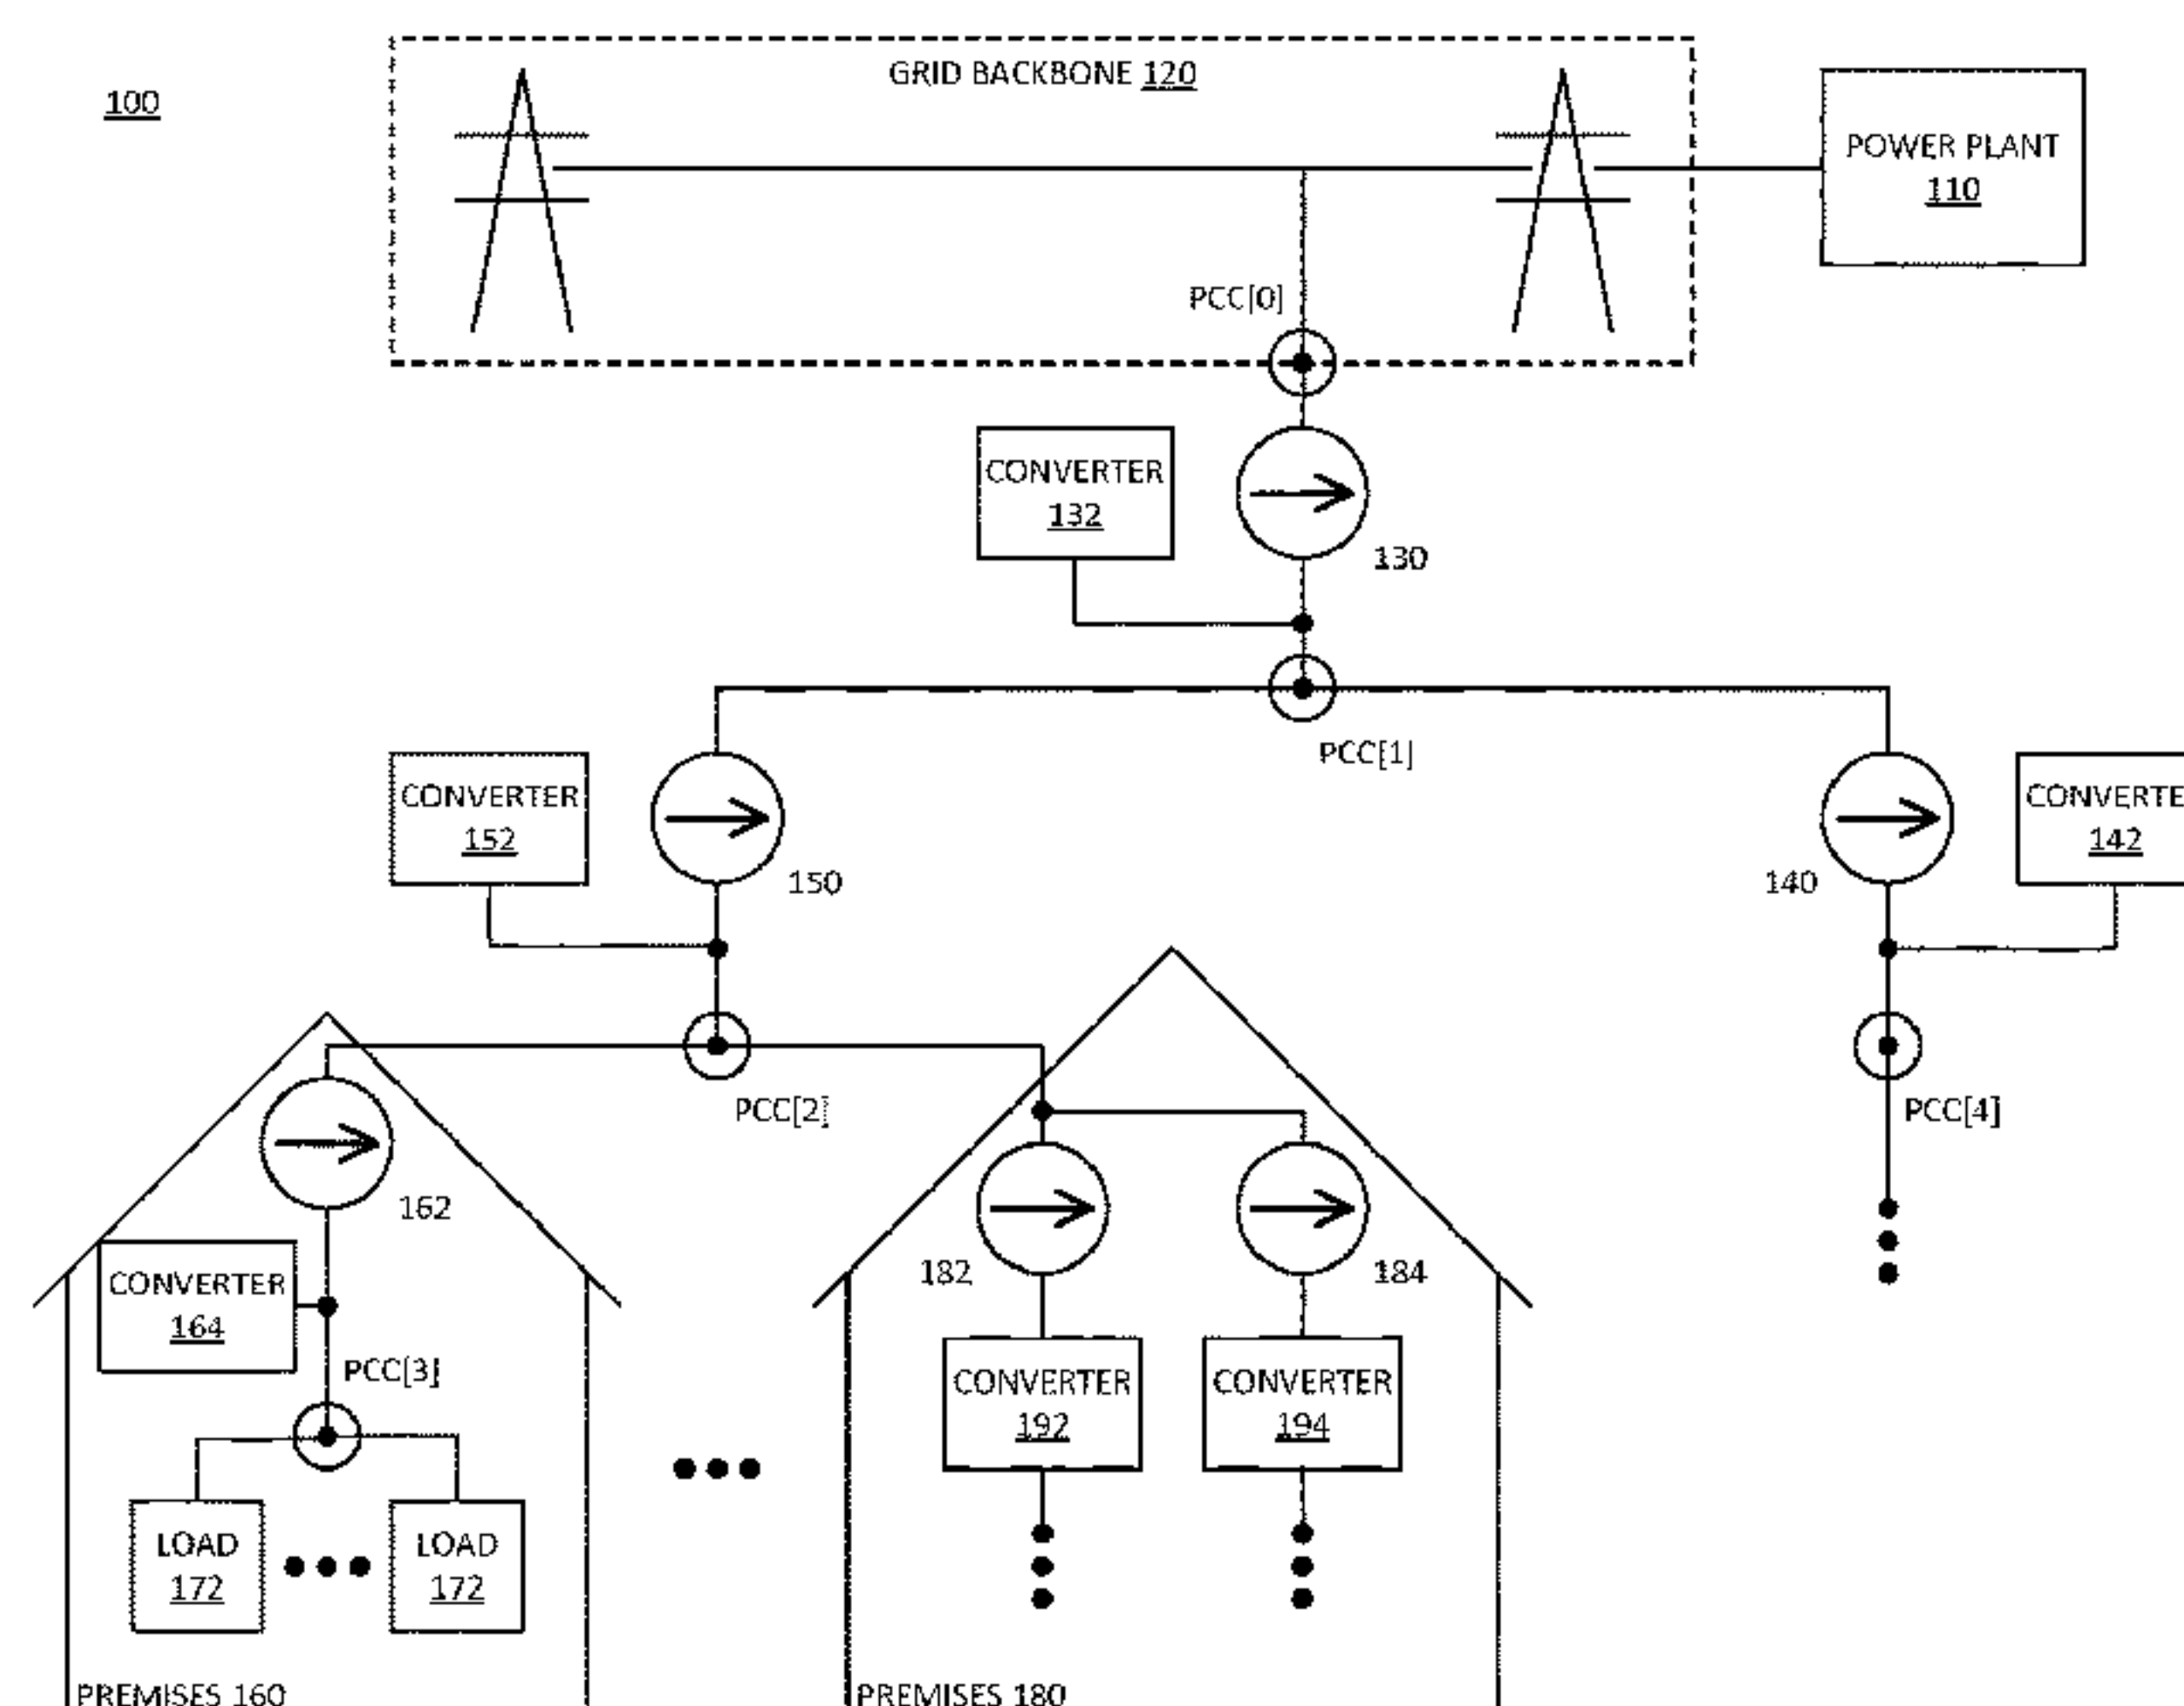 100
GRID BACKBONE 120
POWER PLANT
110
PCC[0]
CONVERTER
132
130
PCC[1]
CONVERTER
152
150
140
CONVERTE
142
PCC[2]
PCC[4]
162
CONVERTER
164
182
184
PCC[3]
CONVERTER
192
CONVERTER
194
LOAD
172
LOAD
172
PREMISES 160
PREMISES 180